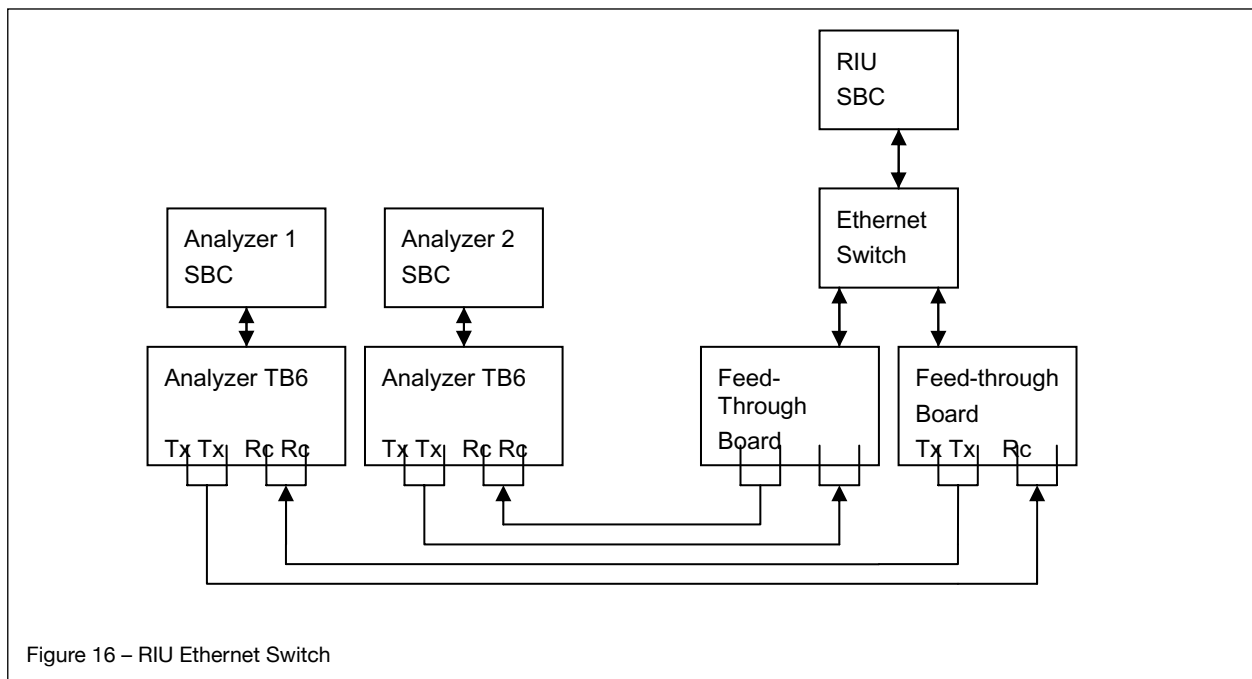 RIU
SBC
Ethernet
Switch
Analyzer 1
SBC
Analyzer 2
SBC
Analyzer TB6
Tx Tx Rc Rc
Analyzer TB6
Tx Tx Rc Rc
Feed-
Through
Board
Feed-through
Board
Tx Tx Rc
Figure 16 – RIU Ethernet Switch